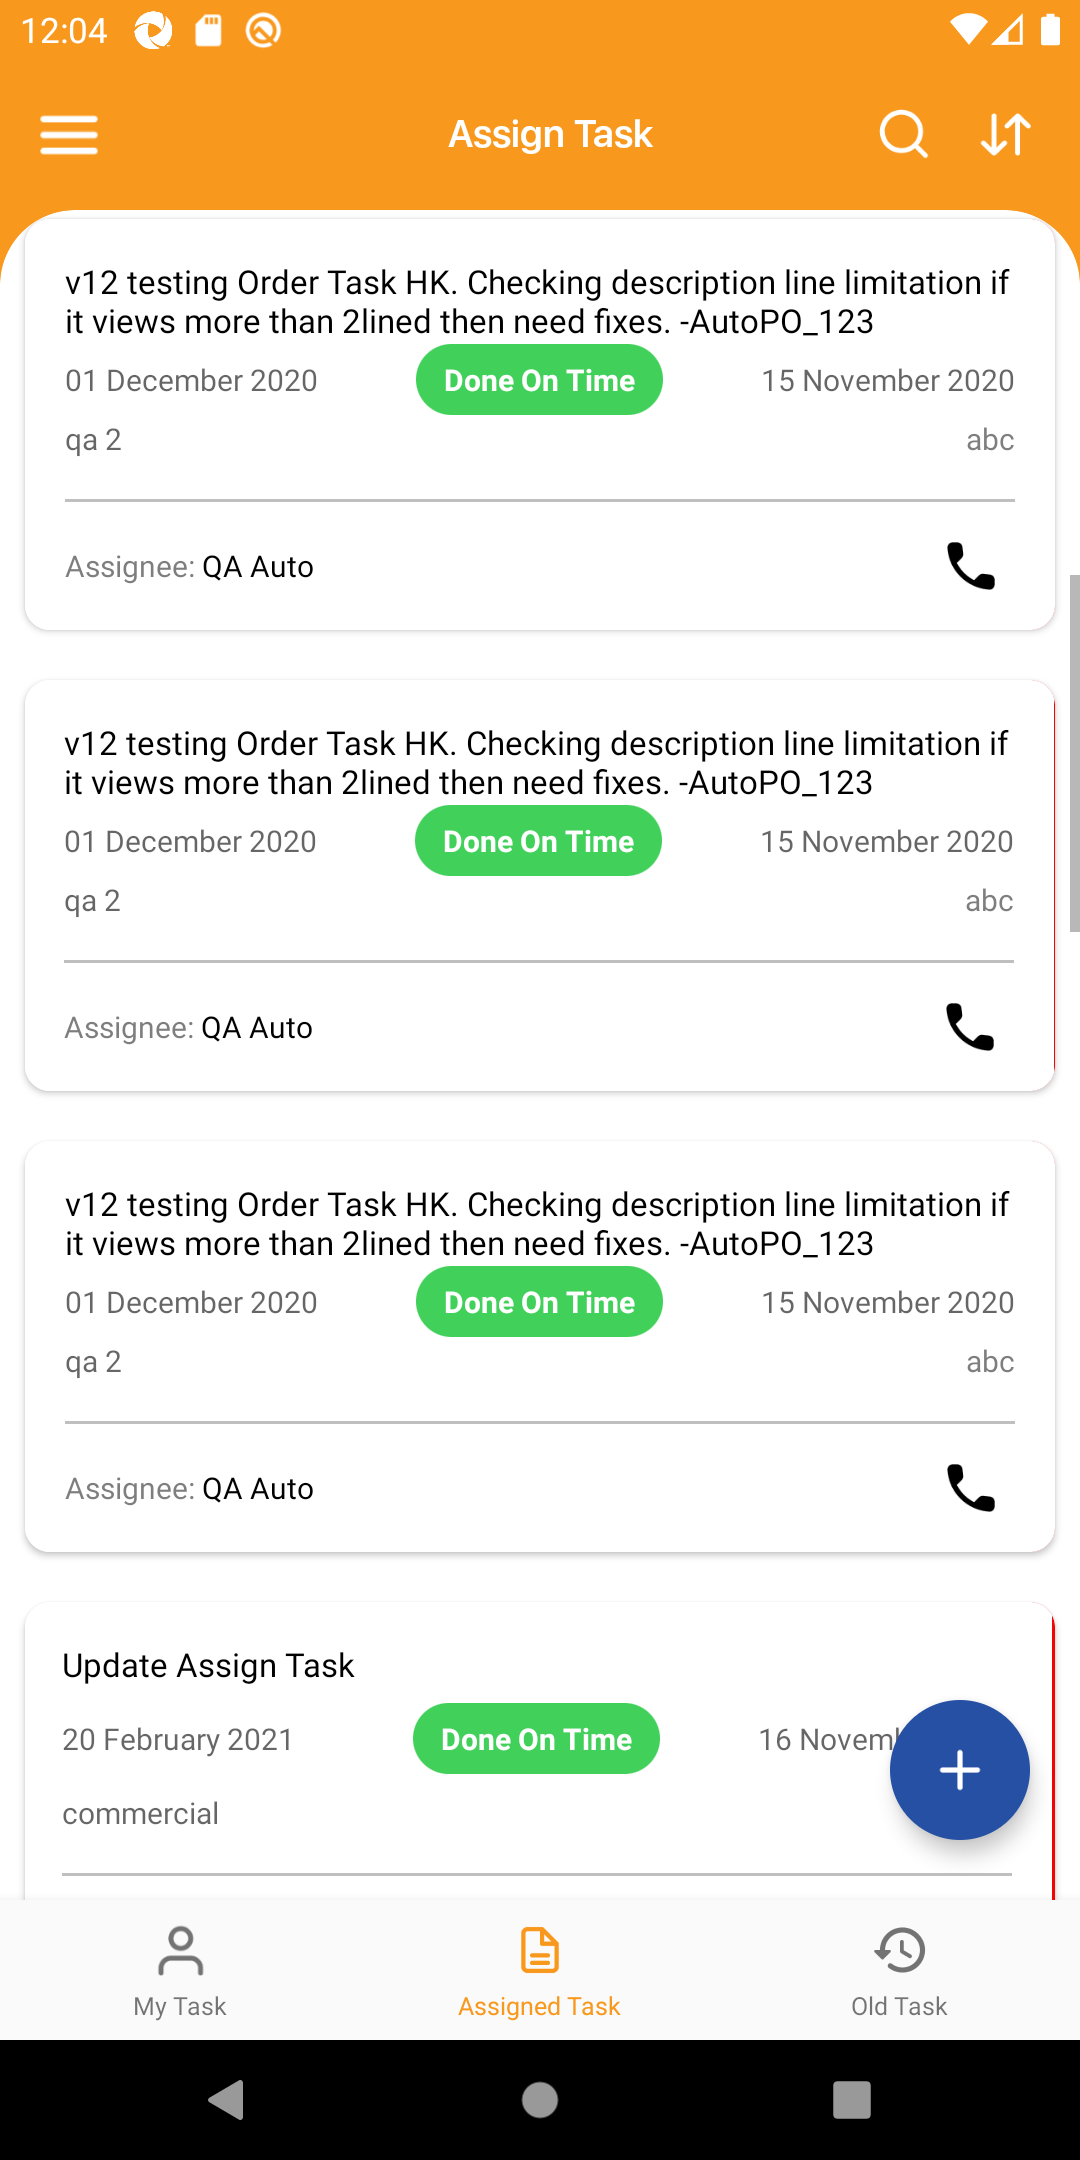 12:04
Assign Task
v12 testing Order Task HK. Checking description line limitation if
it views more than 2lined then need fixes. -AutoPO_123
01 December 2020 Done On Time 15 November 2020
qa 2 abc
Assignee: QA Auto
v12 testing Order Task HK. Checking description line limitation if
it views more than 2lined then need fixes. -AutoPO_123
01 December 2020 Done On Time 15 November 2020
qa 2 abc
Assignee: QA Auto
v12 testing Order Task HK. Checking description line limitation if
it views more than 2lined then need fixes. -AutoPO_123
01 December 2020 Done On Time 15 November 2020
qa 2 abc
Assignee: QA Auto
Update Assign Task
20 February 2021 Done On Time 16
commercial
My Task Assigned Task Old Task